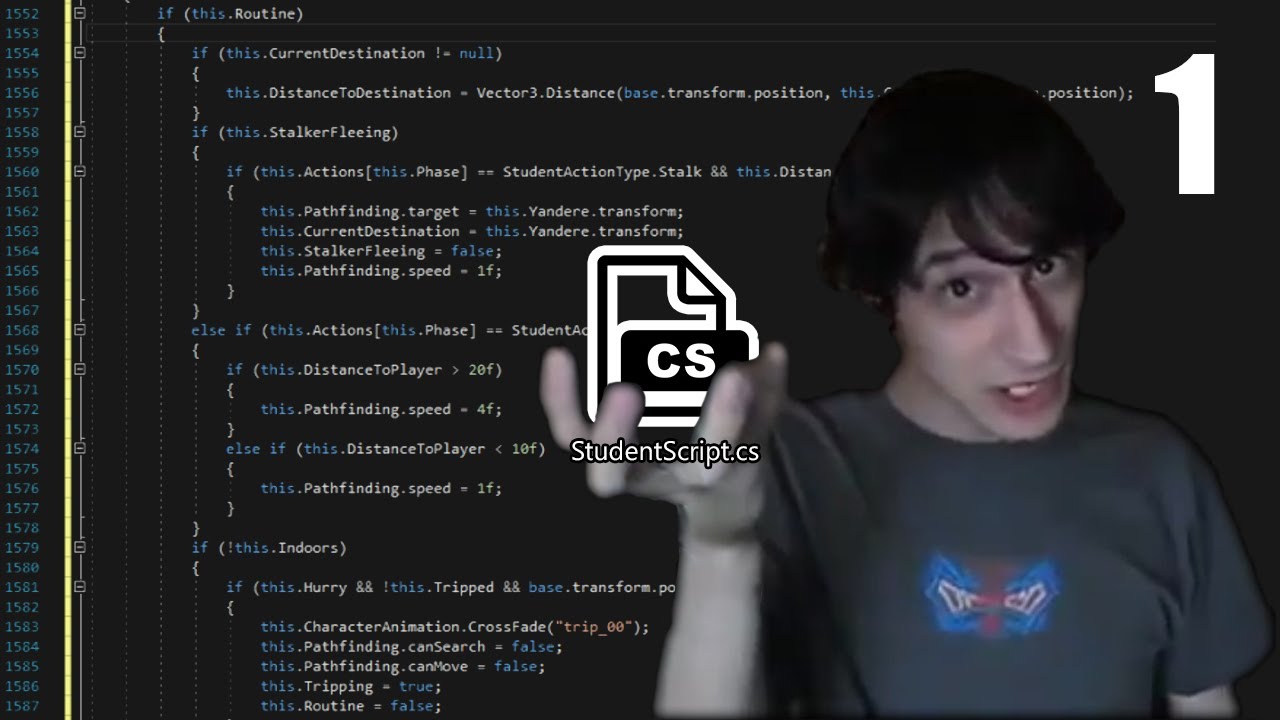 1552 if (this.Routine)
1553 {
1554 if (this.CurrentDestination != null)
1555 {
1556 this.DistanceToDestination = Vector3.Distance(base.transform.position, this. .position);
1557 }
1558 if (this.StalkerFleeing)
1559 {
1560 if (this.Actions[this.Phase] == StudentActionType.Stalk && this.Distan
1561 {
1562 this.Pathfinding.target = this.Yandere.transform;
1563 this.CurrentDestination = this.Yandere.transform;
1564 this.StalkerFleeing = false;
1565 this.Pathfinding.speed = 1f;
1566 }
1567 }
1568 else if (this.Actions[this.Phase] == StudentAc
1569 {
1570 if (this.DistanceToPlayer > 20f)
1571 {
1572 this.Pathfinding.speed = 4f;
1573 }
1574 else if (this.DistanceToPlayer < 10f)
1575 {
1576 this.Pathfinding.speed = 1f;
1577 }
1578 }
1579 if (!this.Indoors)
1580 {
1581 if (this.Hurry && !this.Tripped && base.transform.po
1582 {
1583 this.CharacterAnimation.CrossFade("trip_00");
1584 this.Pathfinding.canSearch = false;
1585 this.Pathfinding.canMove = false;
1586 this.Tripping = true;
1587 this.Routine = false;
1
CS
StudentScript.cs